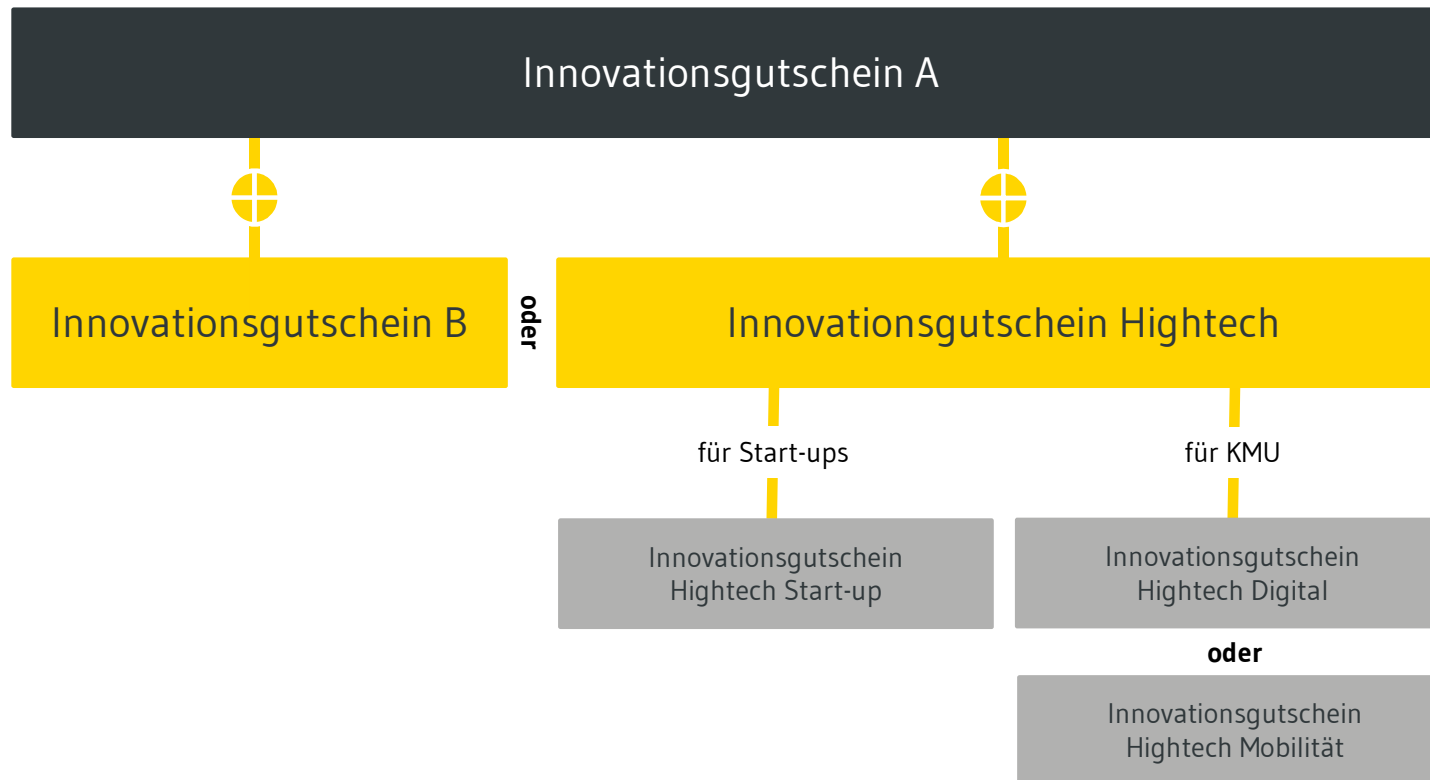 Innovationsgutschein A
Innovationsgutschein B
oder
Innovationsgutschein Hightech
für Start-ups
für KMU
Innovationsgutschein
Hightech Start-up
Innovationsgutschein
Hightech Digital
oder
Innovationsgutschein
Hightech Mobilität